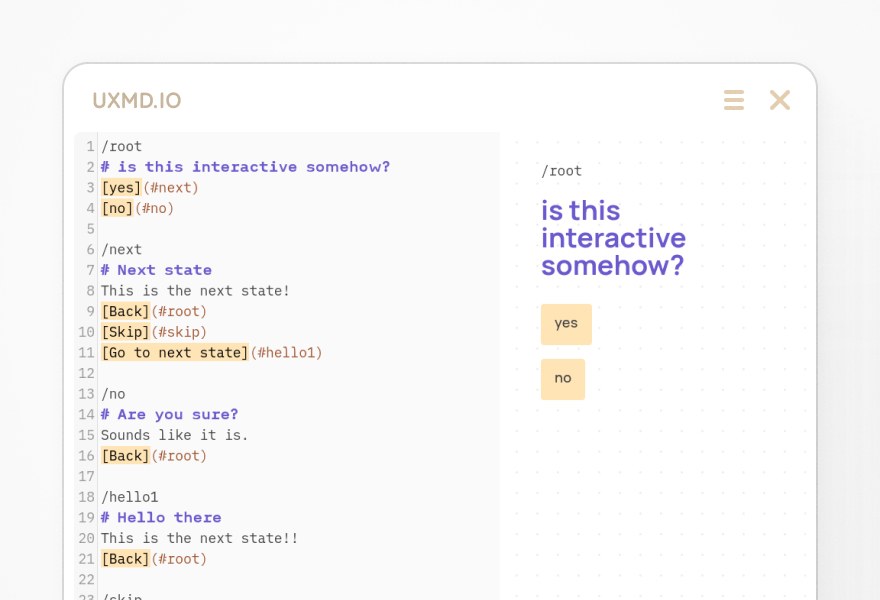 UXMD.IO
1 /root
2 # is this interactive somehow?
3 [yes](#next)
4 [no](#no)
5
6 /next
7 # Next state
8 This is the next state!
9 [Back](#root)
10 [Skip](#skip)
11 [Go to next state](#hello1)
12
13 /no
14 # Are you sure?
15 Sounds like it is.
16 [Back](#root)
17
18 /hello1
19 # Hello there
20 This is the next state!!
21 [Back](#root)
22
23 /skip
/root
is this
interactive
somehow?
yes
no